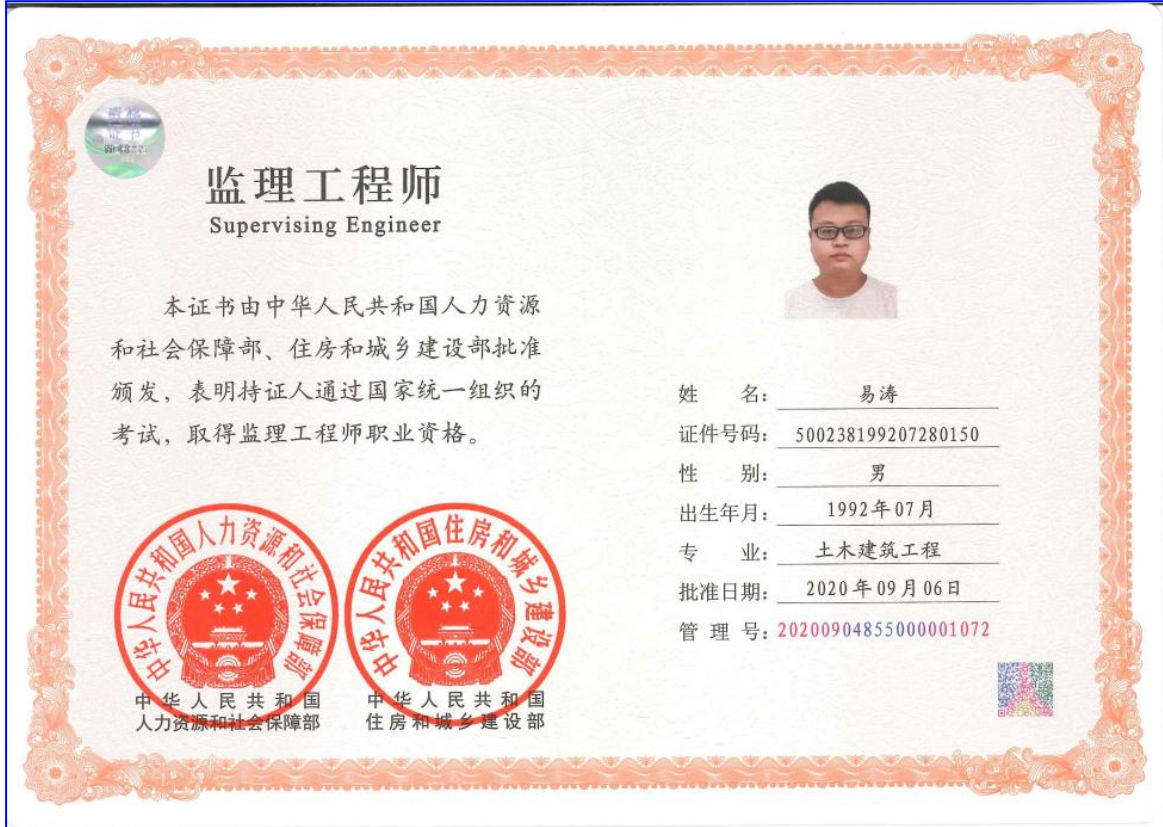 资格
证书
监理工程师
Supervising Engineer
本证书由中华人民共和国人力资源
和社会保障部、住房和城乡建设部批准
颁发，表明持证人通过国家统一组织的
考试，取得监理工程师职业资格。
姓 名：易涛
证件号码：500238199207280150
性 别：男
出生年月：1992年07月
专 业：土木建筑工程
批准日期：2020年09月06日
管 理 号：20200904855000001072
中华人民共和国人力资源和社会保障部
中华人民共和国住房和城乡建设部
中华人民共和国
人力资源和社会保障部
中华人民共和国
住房和城乡建设部